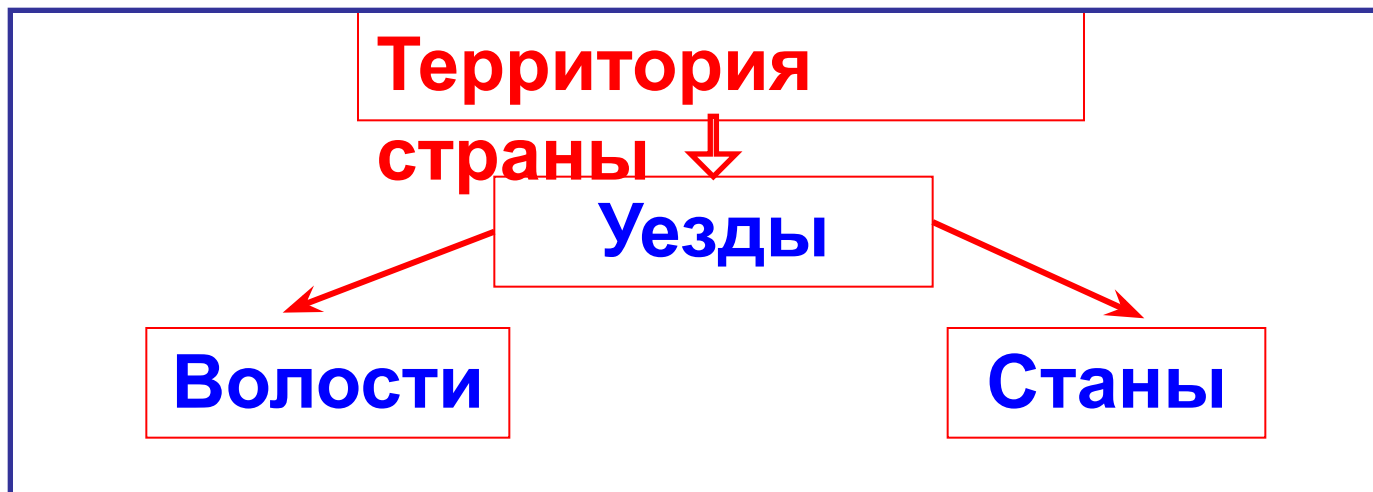 Территория
страны
Уезды
Волости
Станы